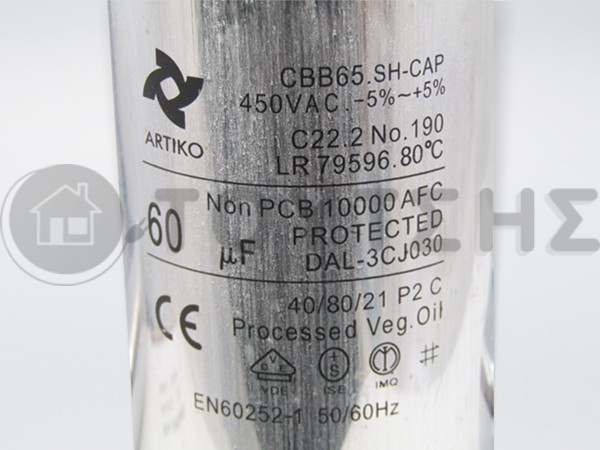 CBB65.SH-CAP
450VAC.-5%~+5%
ARTIKO
C22.2 No.190
LR 79596.80℃
Non PCB 10000 AFC
60 µF
PROTECTED
DAL-3CJ030
40/80/21 P2 C
CE
Processed Veg.Oil
VDE ISE IMQ #
EN60252-1 50/60Hz